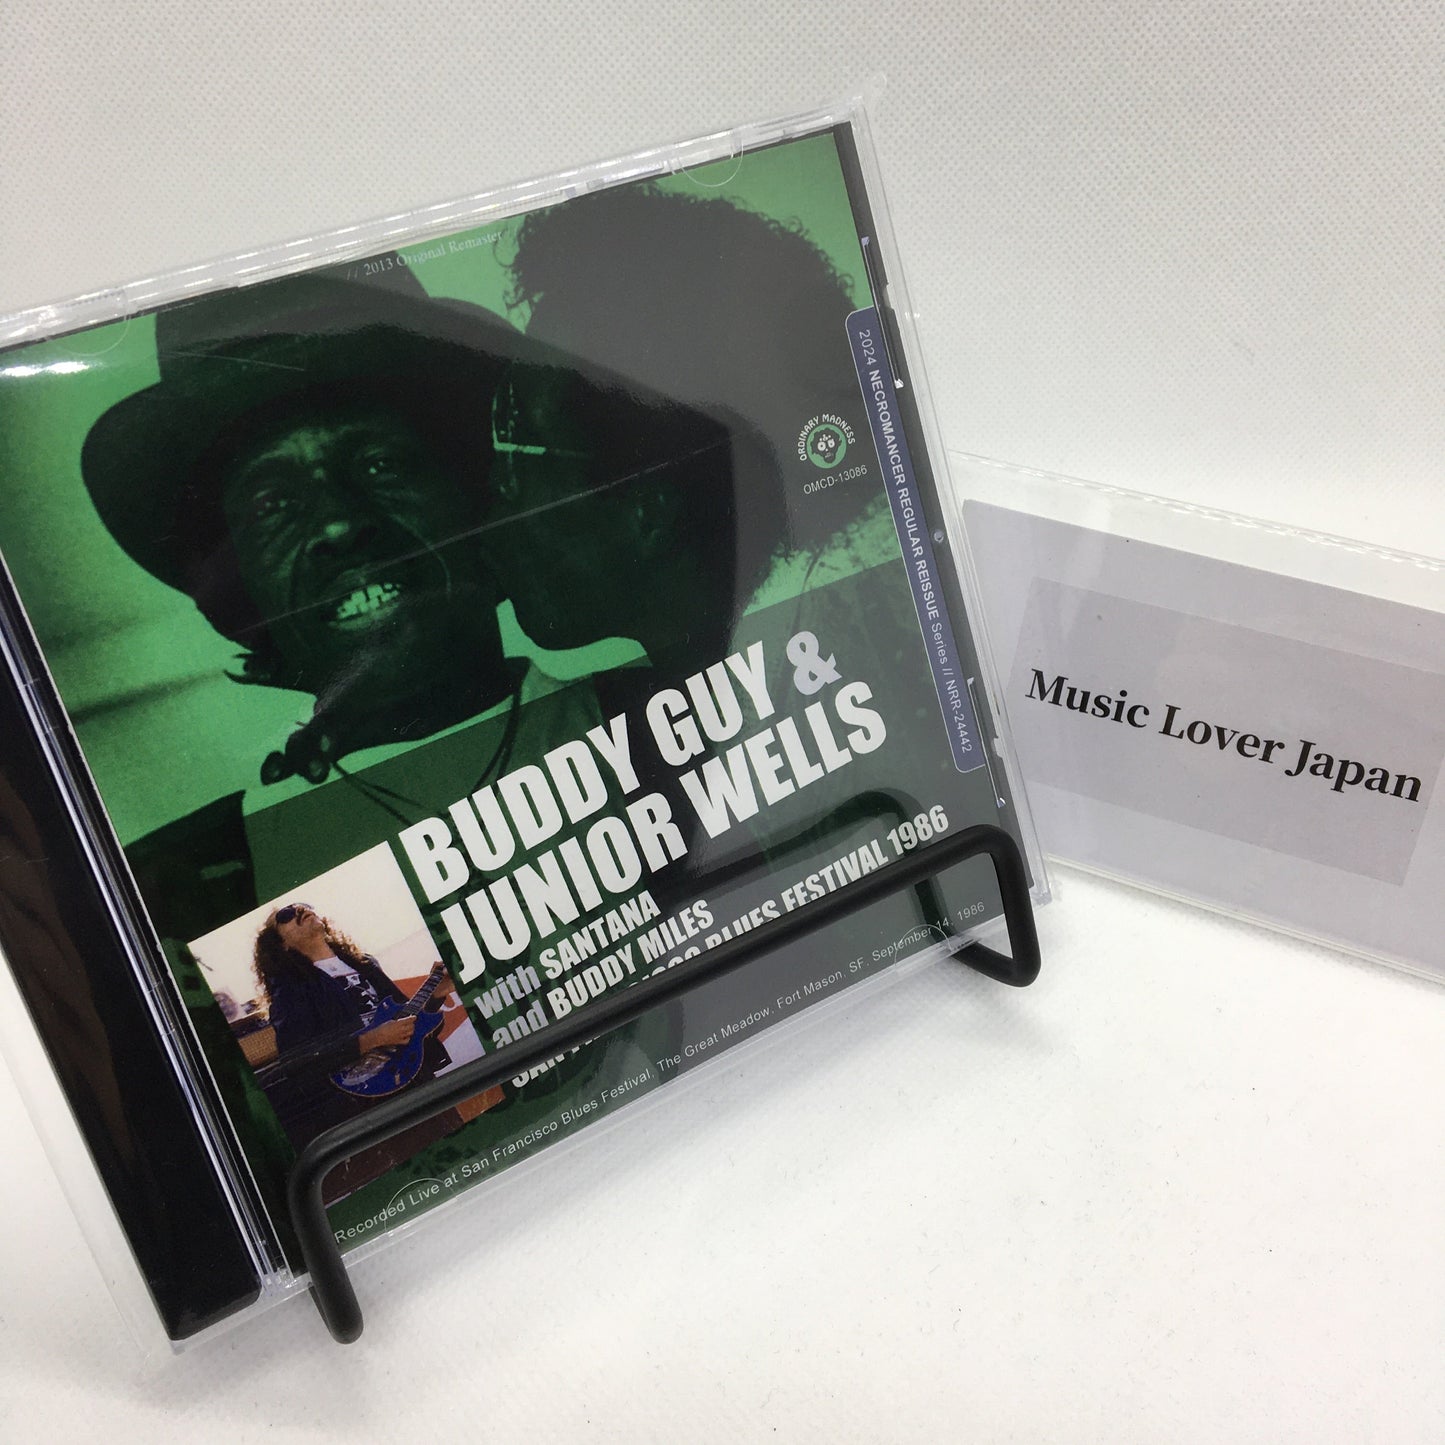 // 2013 Original Remaster
ORDINARY MADNESS
OMCD-13086
2024 NECROMANCER REGULAR REISSUE Series // NRR-24442
BUDDY GUY &
JUNIOR WELLS
with SANTANA
and BUDDY MILES
BLUES FESTIVAL 1986
Recorded Live at San Francisco Blues Festival, The Great Meadow, Fort Mason, SF, September 14, 1986
Music Lover Japan